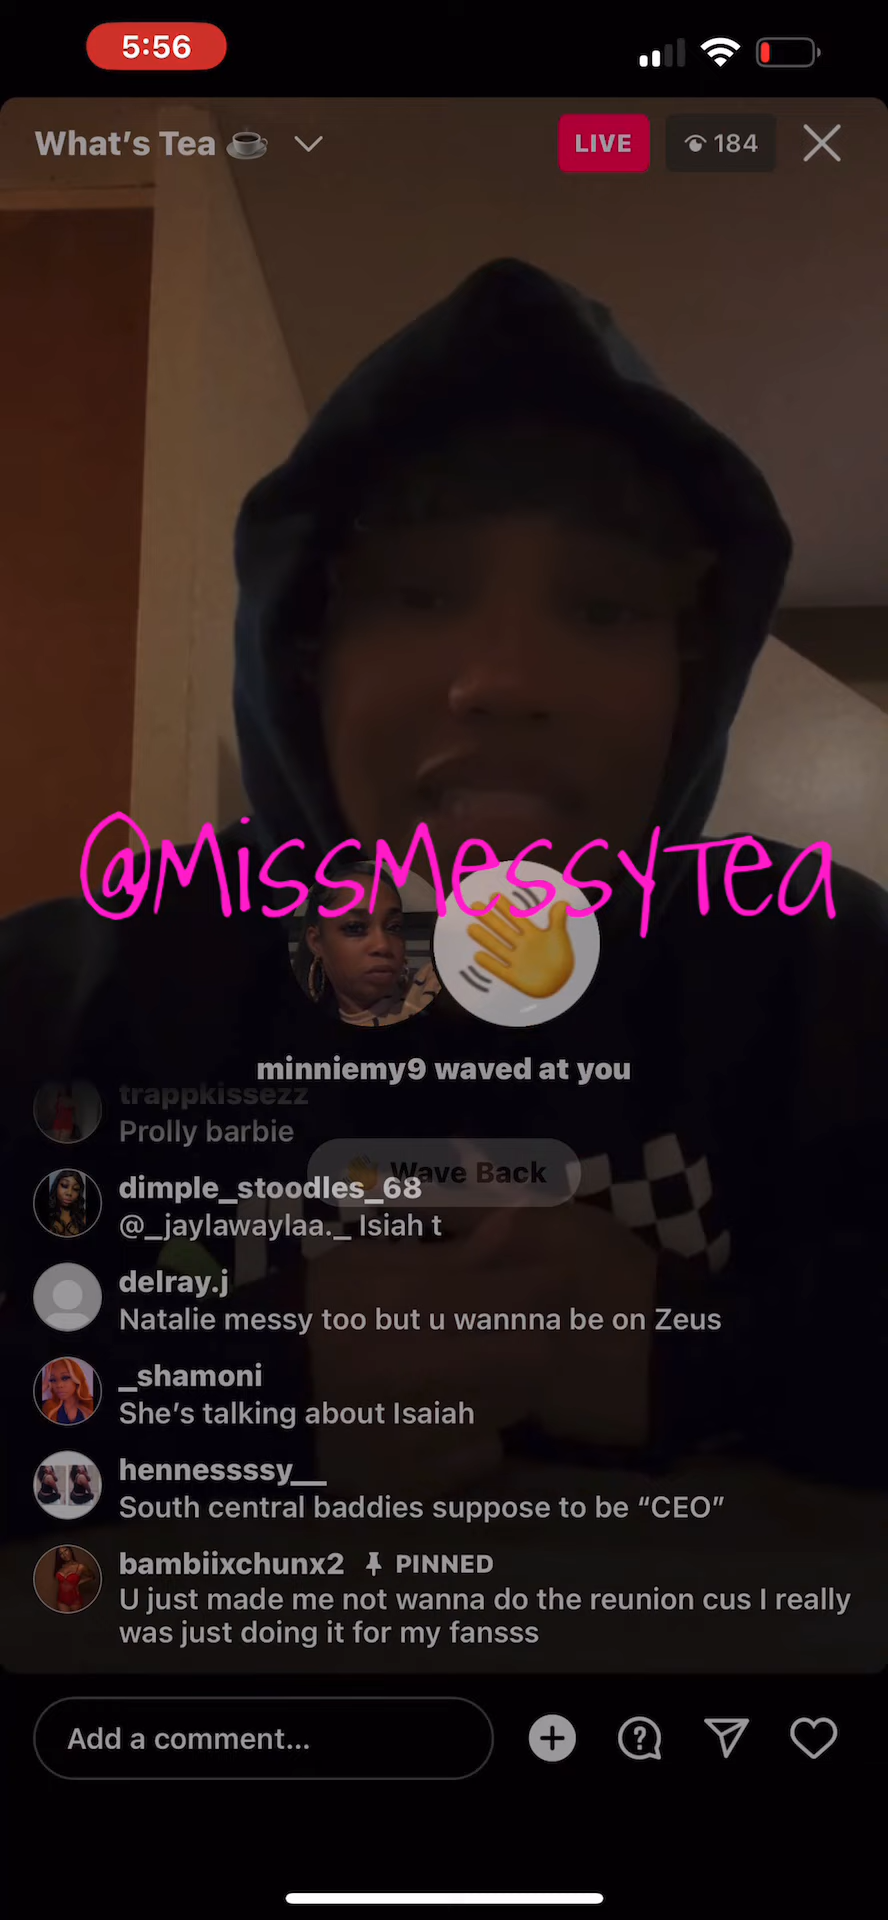 5:56
What's Tea ☕
LIVE
184
@MissMessyTea
minniemy9 waved at you
trappkissezz
Prolly barbie
👋 Wave Back
dimple_stoodles_68
@_jaylawaylaa._ Isiah t
delray.j
Natalie messy too but u wannna be on Zeus
_shamoni
She's talking about Isaiah
hennessssy__
South central baddies suppose to be “CEO”
bambiixchunx2 PINNED
U just made me not wanna do the reunion cus I really
was just doing it for my fansss
Add a comment...